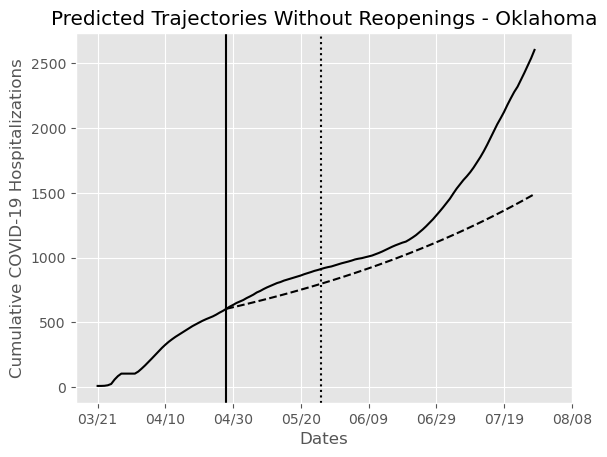 Predicted Trajectories Without Reopenings - Oklahoma
Cumulative COVID-19 Hospitalizations
2500
2000
1500
1000
500
0
03/21 04/10 04/30 05/20 06/09 06/29 07/19 08/08
Dates